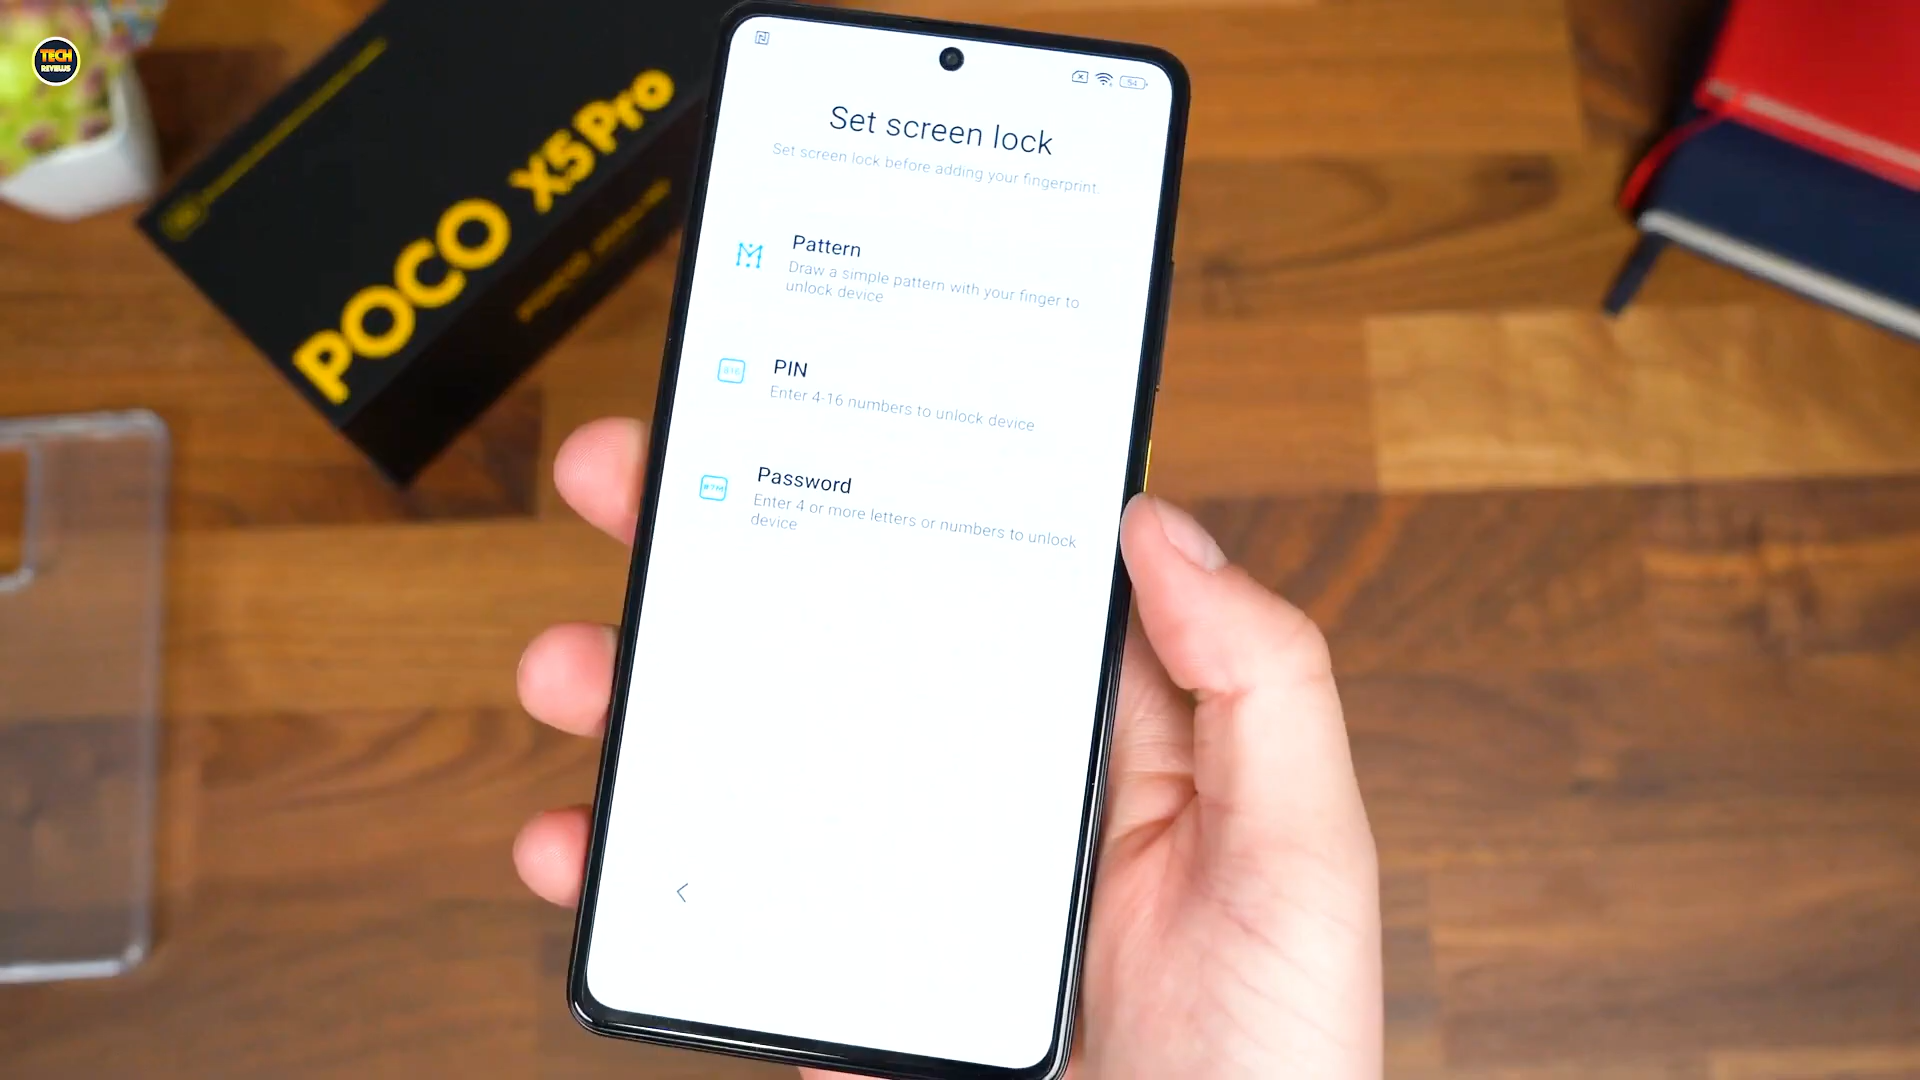 TECH
REVIEWS
POCO X5 Pro
54
Set screen lock
Set screen lock before adding your fingerprint.
Pattern
Draw a simple pattern with your finger to
unlock device
PIN
Enter 4-16 numbers to unlock device
Password
Enter 4 or more letters or numbers to unlock
device